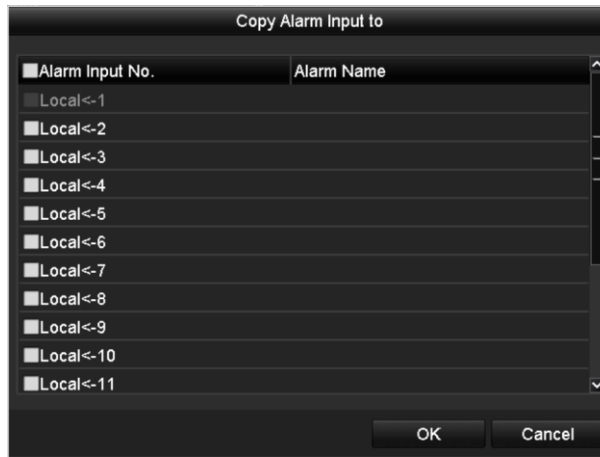 Copy Alarm Input to
Alarm Input No. Alarm Name
Local<-1
Local<-2
Local<-3
Local<-4
Local<-5
Local<-6
Local<-7
Local<-8
Local<-9
Local<-10
Local<-11
OK Cancel